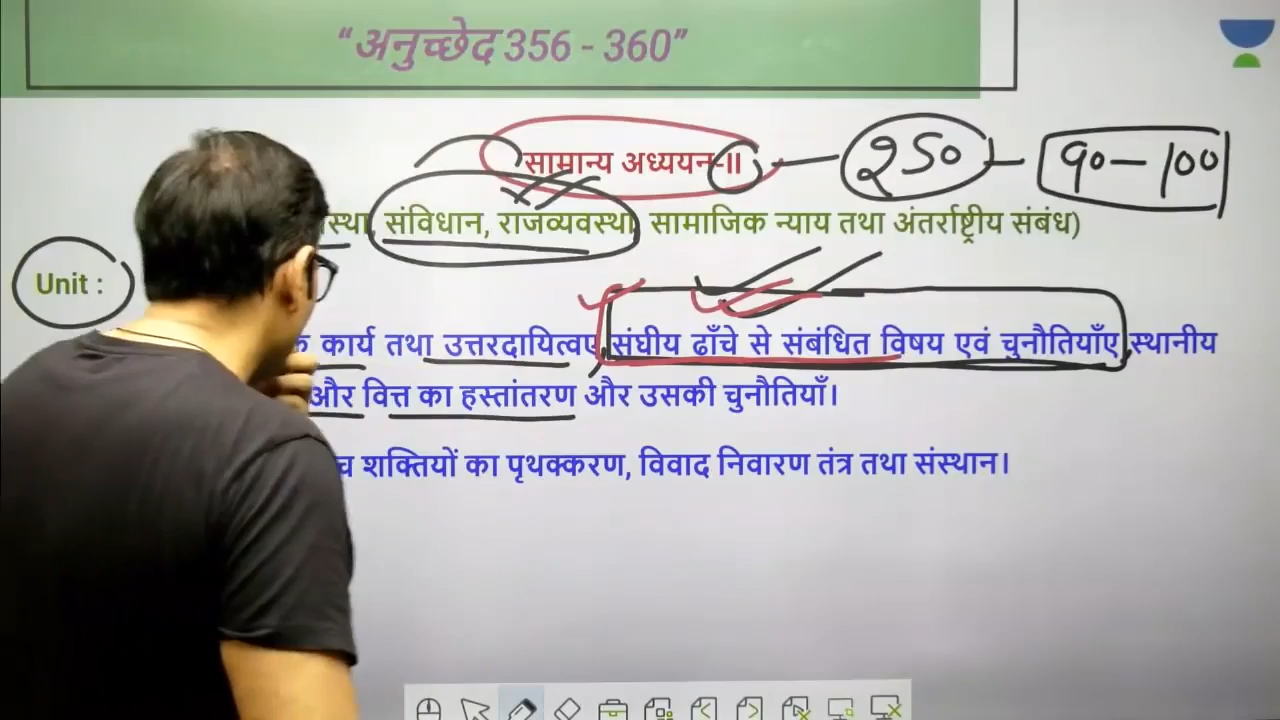 “अनुच्छेद 356 - 360”
सामान्य अध्ययन-II 250 90-100
संविधान, राजव्यवस्था सामाजिक न्याय तथा अंतर्राष्ट्रीय संबंध)
Unit :
कार्य तथा उत्तरदायित्व संघीय ढाँचे से संबंधित विषय एवं चुनौतियाँ स्थानीय
और वित्त का हस्तांतरण और उसकी चुनौतियाँ।
शक्तियों का पृथक्करण, विवाद निवारण तंत्र तथा संस्थान।